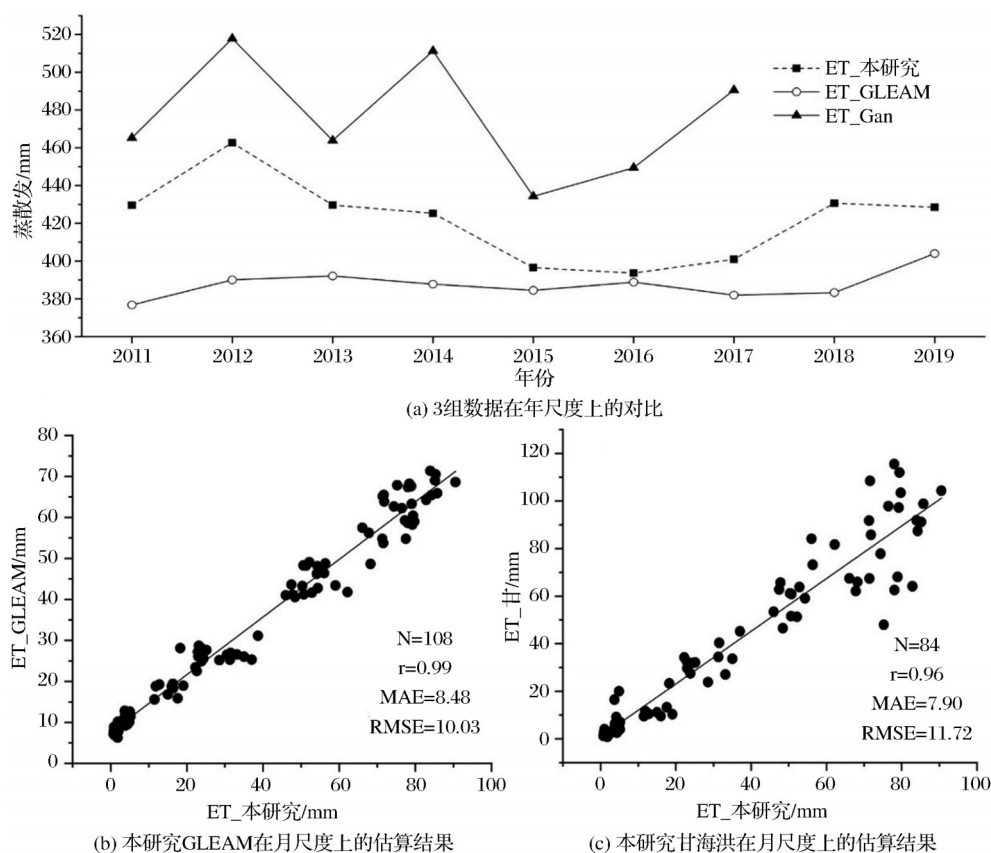 520
500
480
460
440
420
400
380
360
蒸散发/mm
ET_本研究
ET_GLEAM
ET_Gan
2011 2012 2013 2014 2015 2016 2017 2018 2019
年份
(a) 3组数据在年尺度上的对比
80
70
60
50
40
30
20
10
0
ET_GLEAM/mm
N=108
r=0.99
MAE=8.48
RMSE=10.03
0 20 40 60 80 100
ET_本研究/mm
(b) 本研究GLEAM在月尺度上的估算结果
120
100
80
60
40
20
0
ET_甘/mm
N=84
r=0.96
MAE=7.90
RMSE=11.72
0 20 40 60 80 100
ET_本研究/mm
(c) 本研究甘海洪在月尺度上的估算结果